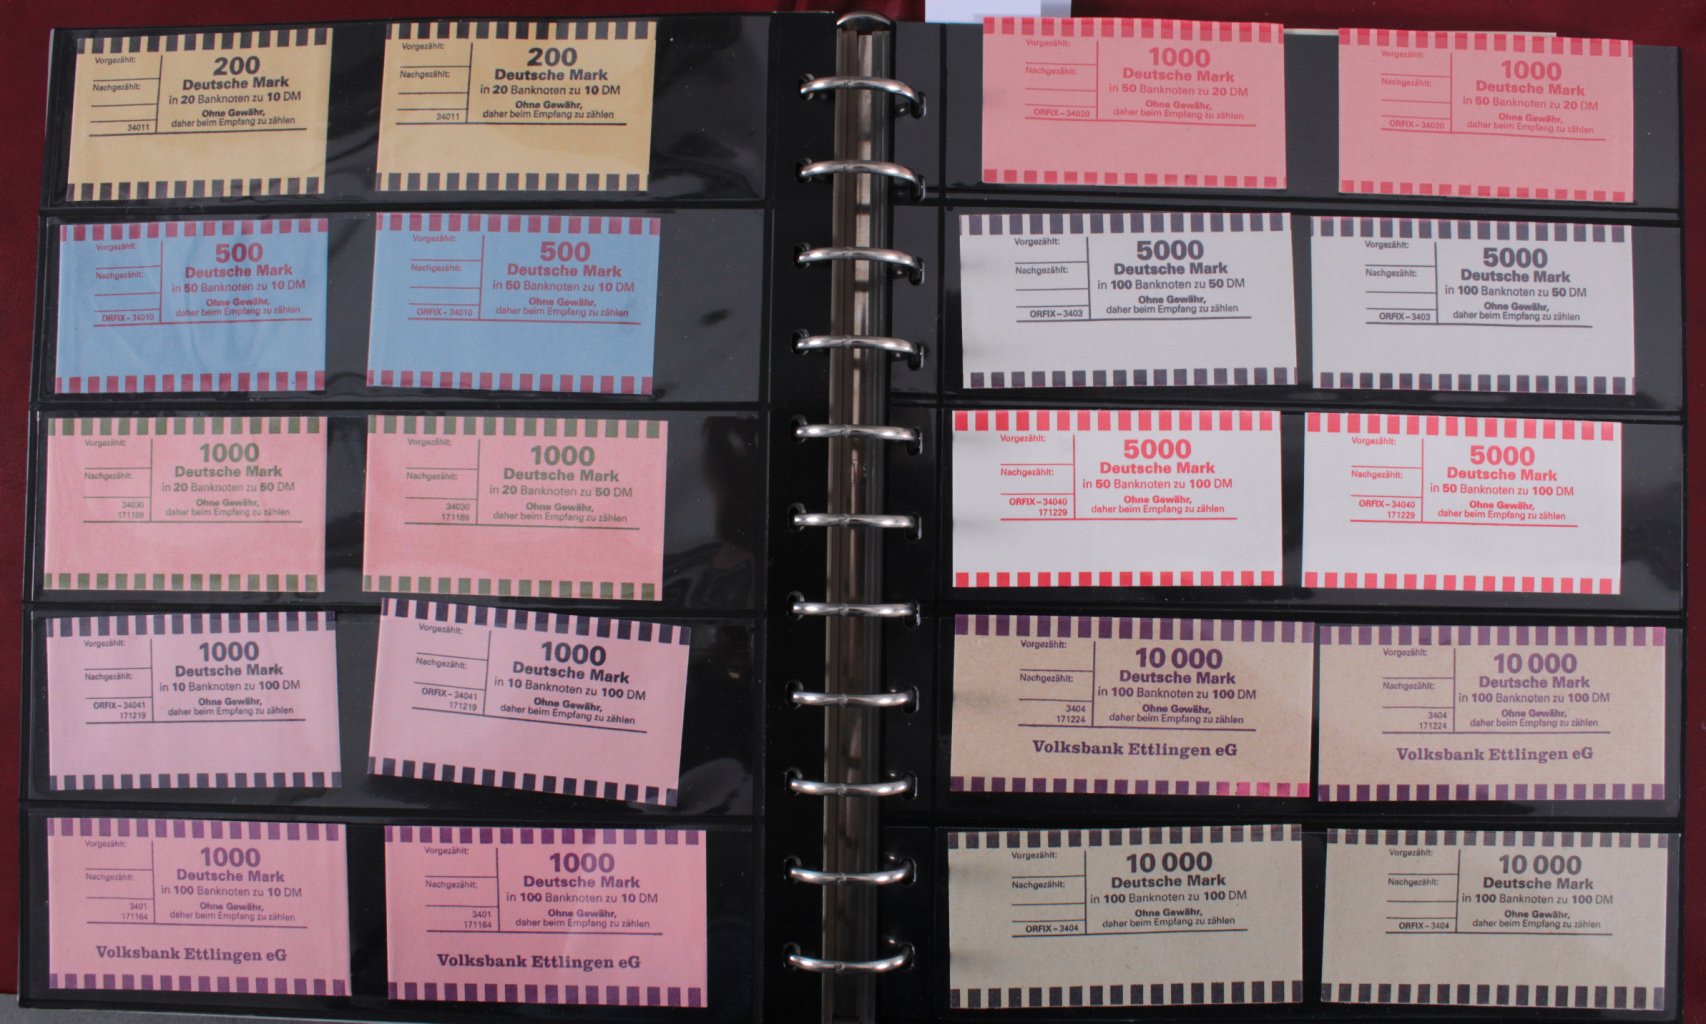 Vorgezählt:
Nachgezählt:
34011
200
Deutsche Mark
in 20 Banknoten zu 10 DM
Ohne Gewähr,
daher beim Empfang zu zählen
Vorgezählt:
Nachgezählt:
34011
200
Deutsche Mark
in 20 Banknoten zu 10 DM
Ohne Gewähr,
daher beim Empfang zu zählen
Vorgezählt:
Nachgezählt:
ORFIX-34010
500
Deutsche Mark
in 50 Banknoten zu 10 DM
Ohne Gewähr,
daher beim Empfang zu zählen
Vorgezählt:
Nachgezählt:
ORFIX-34010
500
Deutsche Mark
in 50 Banknoten zu 10 DM
Ohne Gewähr,
daher beim Empfang zu zählen
Vorgezählt:
Nachgezählt:
34030
171189
1000
Deutsche Mark
in 20 Banknoten zu 50 DM
Ohne Gewähr,
daher beim Empfang zu zählen
Vorgezählt:
Nachgezählt:
34030
171189
1000
Deutsche Mark
in 20 Banknoten zu 50 DM
Ohne Gewähr,
daher beim Empfang zu zählen
Vorgezählt:
Nachgezählt:
ORFIX-34041
171219
1000
Deutsche Mark
in 10 Banknoten zu 100 DM
Ohne Gewähr,
daher beim Empfang zu zählen
Vorgezählt:
Nachgezählt:
ORFIX-34041
171219
1000
Deutsche Mark
in 10 Banknoten zu 100 DM
Ohne Gewähr,
daher beim Empfang zu zählen
Vorgezählt:
Nachgezählt:
3401
171164
1000
Deutsche Mark
in 100 Banknoten zu 10 DM
Ohne Gewähr,
daher beim Empfang zu zählen
Volksbank Ettlingen eG
Vorgezählt:
Nachgezählt:
3401
171164
1000
Deutsche Mark
in 100 Banknoten zu 10 DM
Ohne Gewähr,
daher beim Empfang zu zählen
Volksbank Ettlingen eG
Vorgezählt:
Nachgezählt:
ORFIX-34020
1000
Deutsche Mark
in 50 Banknoten zu 20 DM
Ohne Gewähr,
daher beim Empfang zu zählen
Vorgezählt:
Nachgezählt:
ORFIX-34020
1000
Deutsche Mark
in 50 Banknoten zu 20 DM
Ohne Gewähr,
daher beim Empfang zu zählen
Vorgezählt:
Nachgezählt:
ORFIX-3403
5000
Deutsche Mark
in 100 Banknoten zu 50 DM
Ohne Gewähr,
daher beim Empfang zu zählen
Vorgezählt:
Nachgezählt:
ORFIX-3403
5000
Deutsche Mark
in 100 Banknoten zu 50 DM
Ohne Gewähr,
daher beim Empfang zu zählen
Vorgezählt:
Nachgezählt:
ORFIX-34040
171229
5000
Deutsche Mark
in 50 Banknoten zu 100 DM
Ohne Gewähr,
daher beim Empfang zu zählen
Vorgezählt:
Nachgezählt:
ORFIX-34040
171229
5000
Deutsche Mark
in 50 Banknoten zu 100 DM
Ohne Gewähr,
daher beim Empfang zu zählen
Vorgezählt:
Nachgezählt:
3404
171224
10 000
Deutsche Mark
in 100 Banknoten zu 100 DM
Ohne Gewähr,
daher beim Empfang zu zählen
Volksbank Ettlingen eG
Vorgezählt:
Nachgezählt:
3404
171224
10 000
Deutsche Mark
in 100 Banknoten zu 100 DM
Ohne Gewähr,
daher beim Empfang zu zählen
Volksbank Ettlingen eG
Vorgezählt:
Nachgezählt:
ORFIX-3404
10 000
Deutsche Mark
in 100 Banknoten zu 100 DM
Ohne Gewähr,
daher beim Empfang zu zählen
Vorgezählt:
Nachgezählt:
ORFIX-3404
10 000
Deutsche Mark
in 100 Banknoten zu 100 DM
Ohne Gewähr,
daher beim Empfang zu zählen